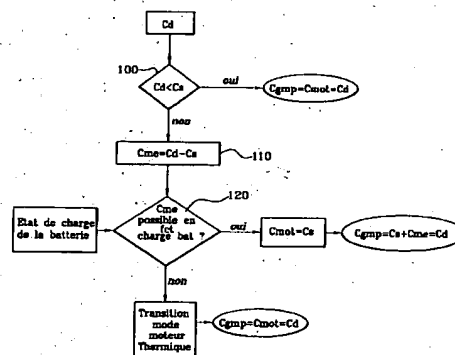 Cd
100
Cd<Cs
oui
Cgmp=Cmot=Cd
non
Cme=Cd-Cs
110
120
Cme
possible en
fct
charge bat ?
Etat de charge
de la batterie
oui
Cmot=Cs
Cgmp=Cs+Cme=Cd
non
Transition
mode
moteur
Thermique
Cgmp=Cmot=Cd